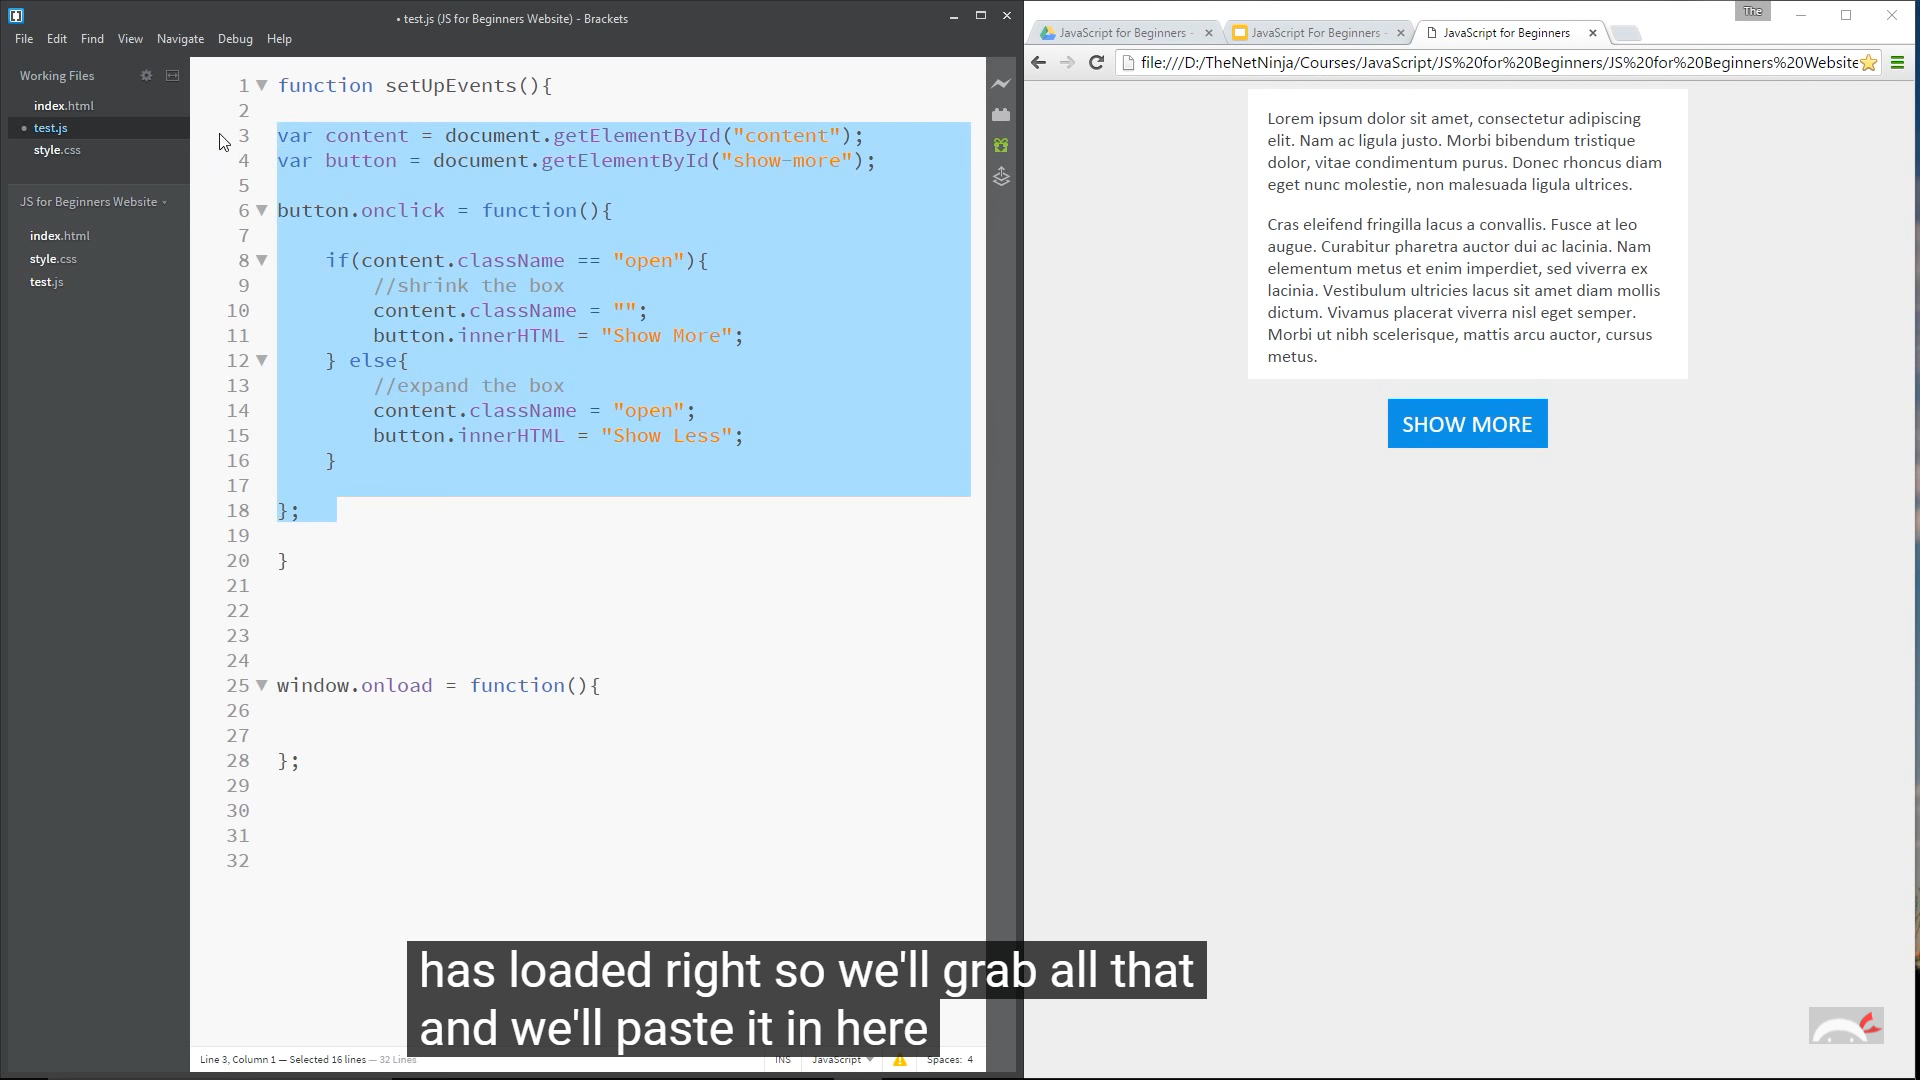 • test.js (JS for Beginners Website) - Brackets
File Edit Find View Navigate Debug Help
Working Files
index.html
• test.js
style.css
JS for Beginners Website
index.html
style.css
test.js
1 function setUpEvents(){
2
3 var content = document.getElementById("content");
4 var button = document.getElementById("show-more");
5
6 button.onclick = function(){
7
8 if(content.className == "open"){
9 //shrink the box
10 content.className = "";
11 button.innerHTML = "Show More";
12 } else{
13 //expand the box
14 content.className = "open";
15 button.innerHTML = "Show Less";
16 }
17
18 };
19
20 }
21
22
23
24
25 window.onload = function(){
26
27
28 };
29
30
31
32
Line 3, Column 1 — Selected 16 lines — 32 Lines
INS JavaScript Spaces: 4
The
JavaScript for Beginners - JavaScript For Beginners - JavaScript for Beginners
file:///D:/TheNetNinja/Courses/JavaScript/JS%20for%20Beginners/JS%20for%20Beginners%20Website
Lorem ipsum dolor sit amet, consectetur adipiscing
elit. Nam ac ligula justo. Morbi bibendum tristique
dolor, vitae condimentum purus. Donec rhoncus diam
eget nunc molestie, non malesuada ligula ultrices.
Cras eleifend fringilla lacus a convallis. Fusce at leo
augue. Curabitur pharetra auctor dui ac lacinia. Nam
elementum metus et enim imperdiet, sed viverra ex
lacinia. Vestibulum ultricies lacus sit amet diam mollis
dictum. Vivamus placerat viverra nisl eget semper.
Morbi ut nibh scelerisque, mattis arcu auctor, cursus
metus.
SHOW MORE
has loaded right so we'll grab all that
and we'll paste it in here